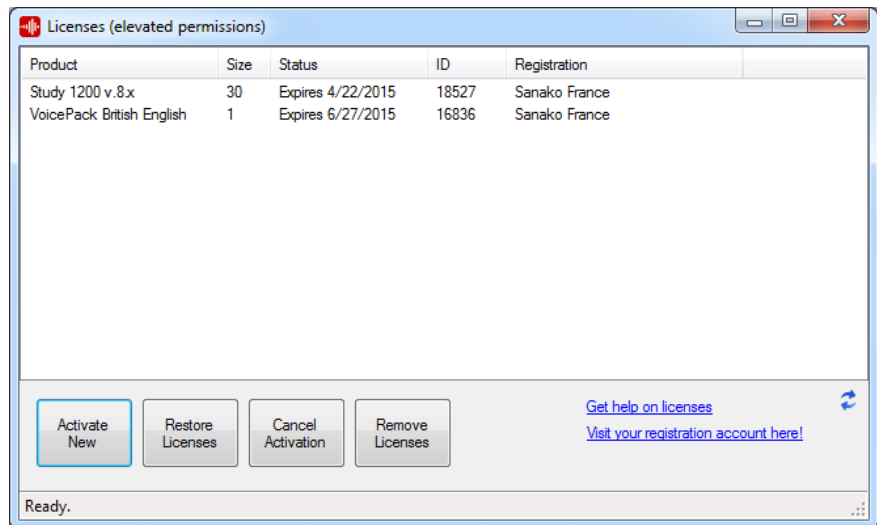 Licenses (elevated permissions)
Product Size Status ID Registration
Study 1200 v.8.x 30 Expires 4/22/2015 18527 Sanako France
VoicePack British English 1 Expires 6/27/2015 16836 Sanako France
Activate
New
Restore
Licenses
Cancel
Activation
Remove
Licenses
Get help on licenses
Visit your registration account here!
Ready.